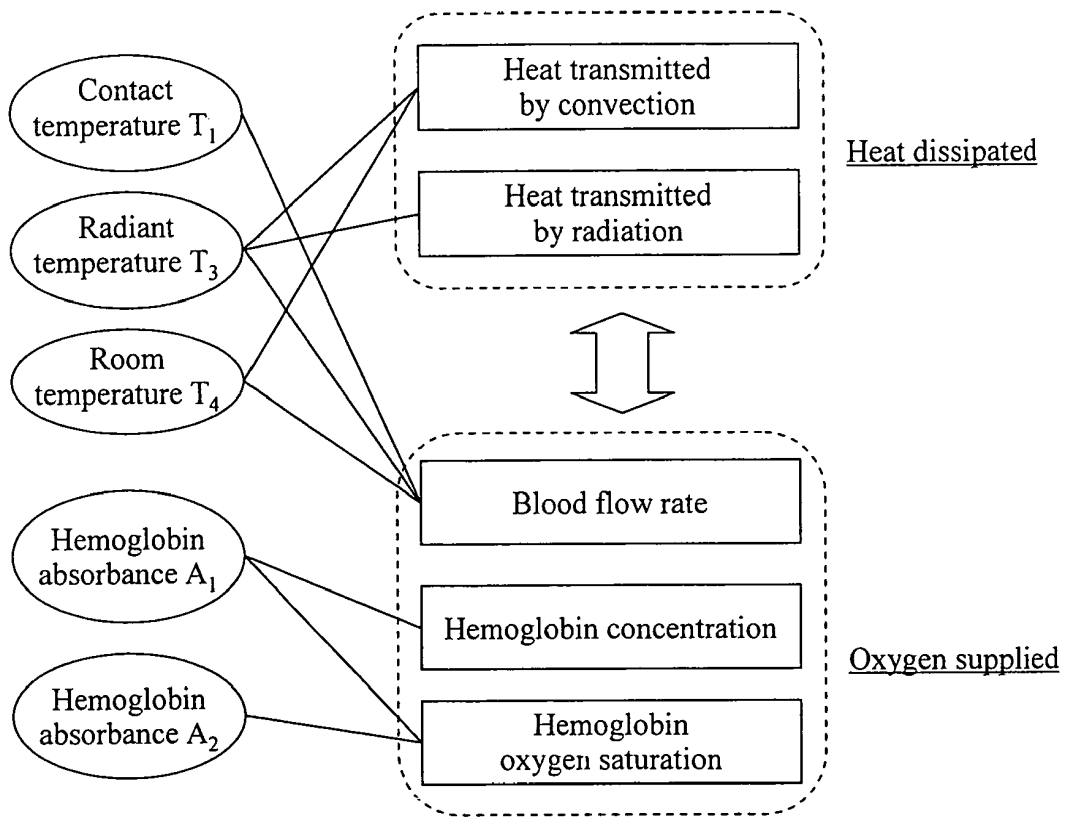 Contact
temperature T₁
Radiant
temperature T₃
Room
temperature T₄
Hemoglobin
absorbance A₁
Hemoglobin
absorbance A₂
Heat transmitted
by convection
Heat transmitted
by radiation
Heat dissipated
Blood flow rate
Hemoglobin concentration
Hemoglobin
oxygen saturation
Oxygen supplied